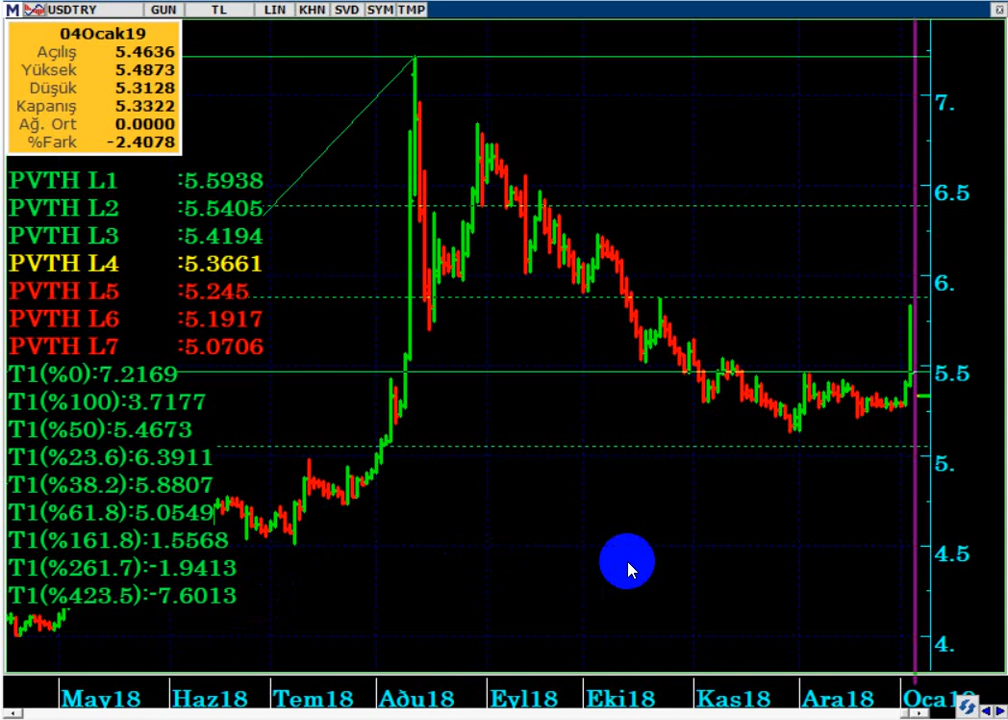 M USDTRY GUN TL LIN KHN SVD SYM TMP
04Ocak19
Açılış 5.4636
Yüksek 5.4873
Düşük 5.3128
Kapanış 5.3322
Ağ. Ort 0.0000
%Fark -2.4078
PVTH L1 :5.5938
PVTH L2 :5.5405
PVTH L3 :5.4194
PVTH L4 :5.3661
PVTH L5 :5.245
PVTH L6 :5.1917
PVTH L7 :5.0706
T1(%0):7.2169
T1(%100):3.7177
T1(%50):5.4673
T1(%23.6):6.3911
T1(%38.2):5.8807
T1(%61.8):5.0549
T1(%161.8):1.5568
T1(%261.7):-1.9413
T1(%423.5):-7.6013
7.
6.5
6.
5.5
5.
4.5
4.
May18 Haz18 Tem18 Aðu18 Eyl18 Eki18 Kas18 Ara18